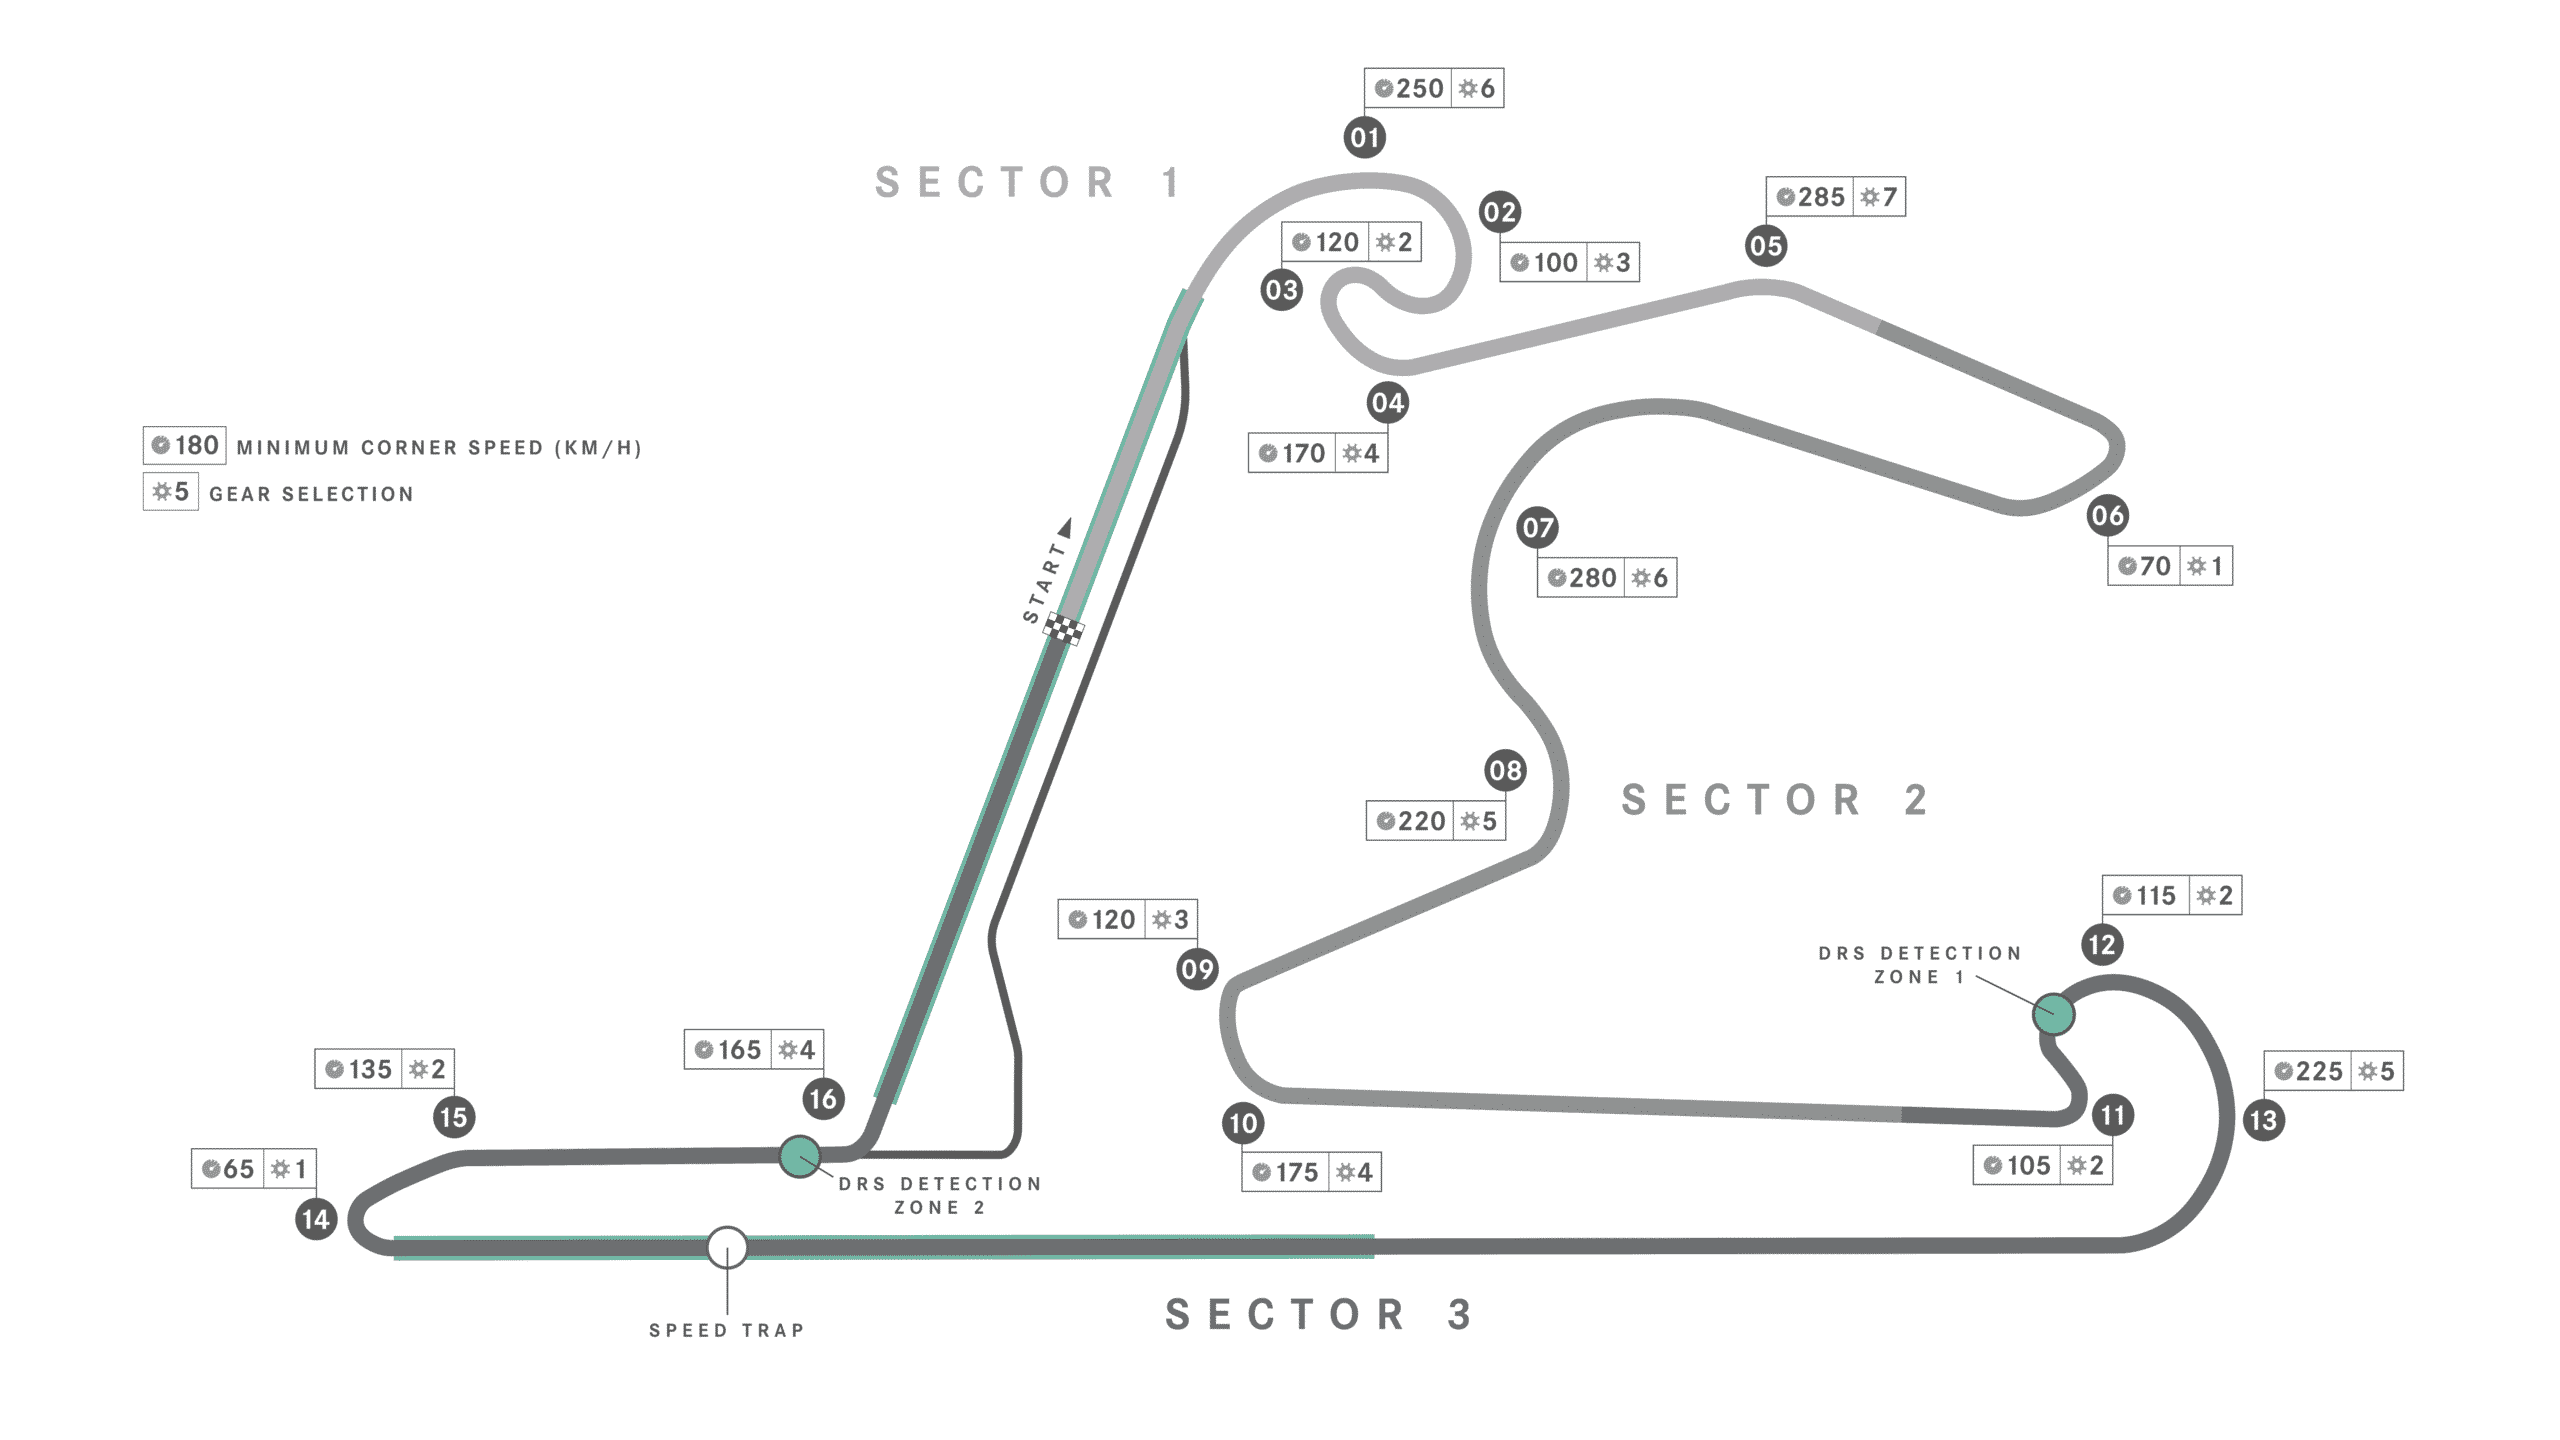 250 6
01
SECTOR 1
285 7
02
120 2
05
100 3
03
04
180 MINIMUM CORNER SPEED (KM/H)
170 4
5 GEAR SELECTION
06
07
START
70 1
280 6
08
SECTOR 2
220 5
115 2
120 3
12
DRS DETECTION
ZONE 1
09
165 4
135 2
225 5
16
15
11
13
10
65 1
105 2
175 4
DRS DETECTION
ZONE 2
14
SECTOR 3
SPEED TRAP